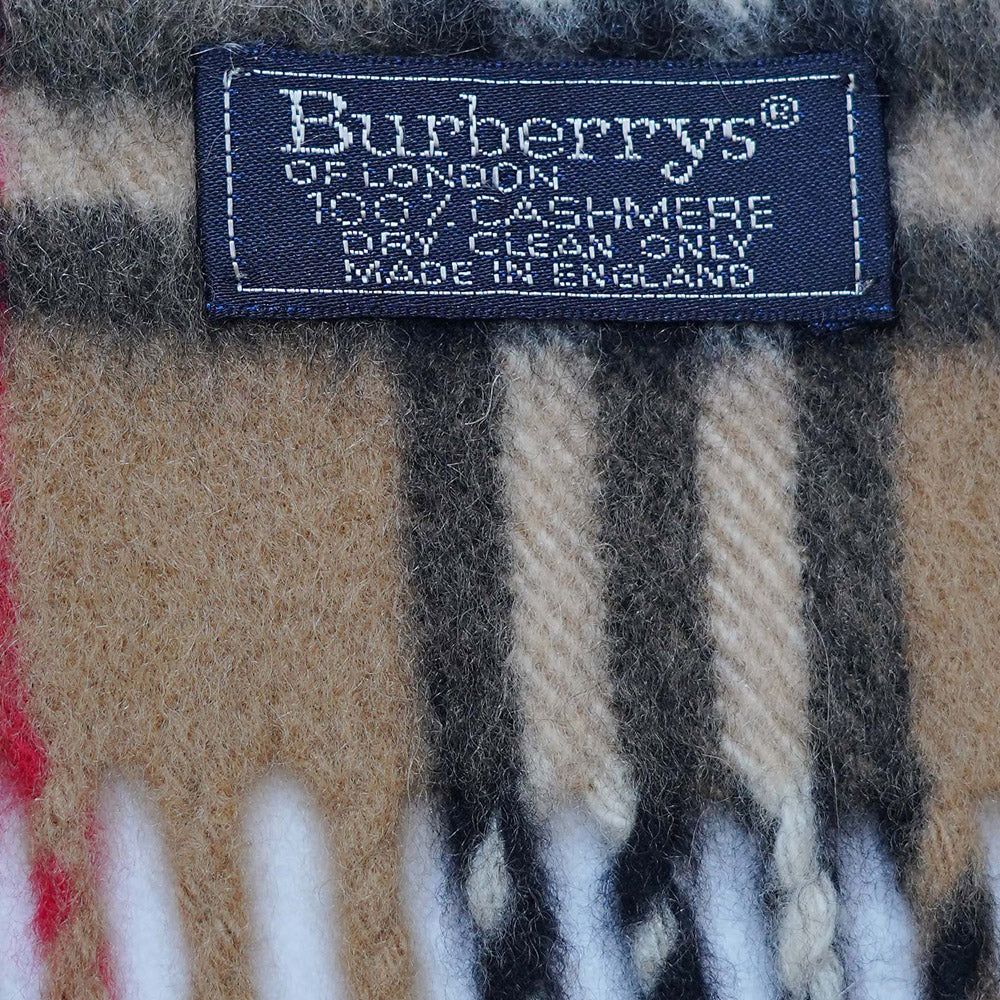 Burberrys®
OF LONDON
100% CASHMERE
DRY CLEAN ONLY
MADE IN ENGLAND